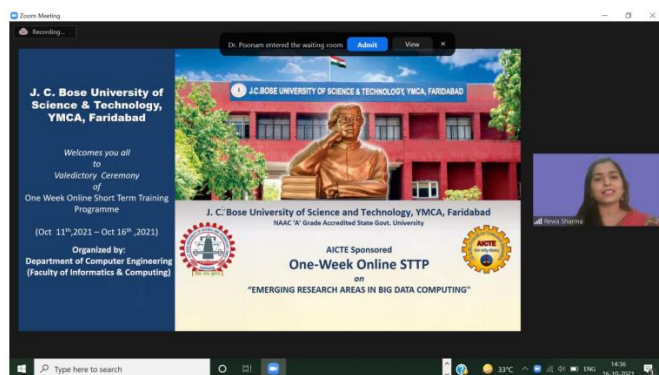 Zoom Meeting
Recording...
Dr. Poonam entered the waiting room Admit View
J. C. Bose University of
Science & Technology,
YMCA, Faridabad
Welcomes you all
to
Valedictory Ceremony
of
One Week Online Short Term Training
Programme
(Oct 11th,2021 – Oct 16th ,2021)
Organized by:
Department of Computer Engineering
(Faculty of Informatics & Computing)
J.C.BOSE UNIVERSITY OF SCIENCE & TECHNOLOGY, YMCA, FARIDABAD
J. C. Bose University of Science and Technology, YMCA, Faridabad
NAAC 'A' Grade Accredited State Govt. University
AICTE Sponsored
One-Week Online STTP
on
"EMERGING RESEARCH AREAS IN BIG DATA COMPUTING"
AICTE
Rewa Sharma
Type here to search
33°C
ENG
14:36
16-10-2021